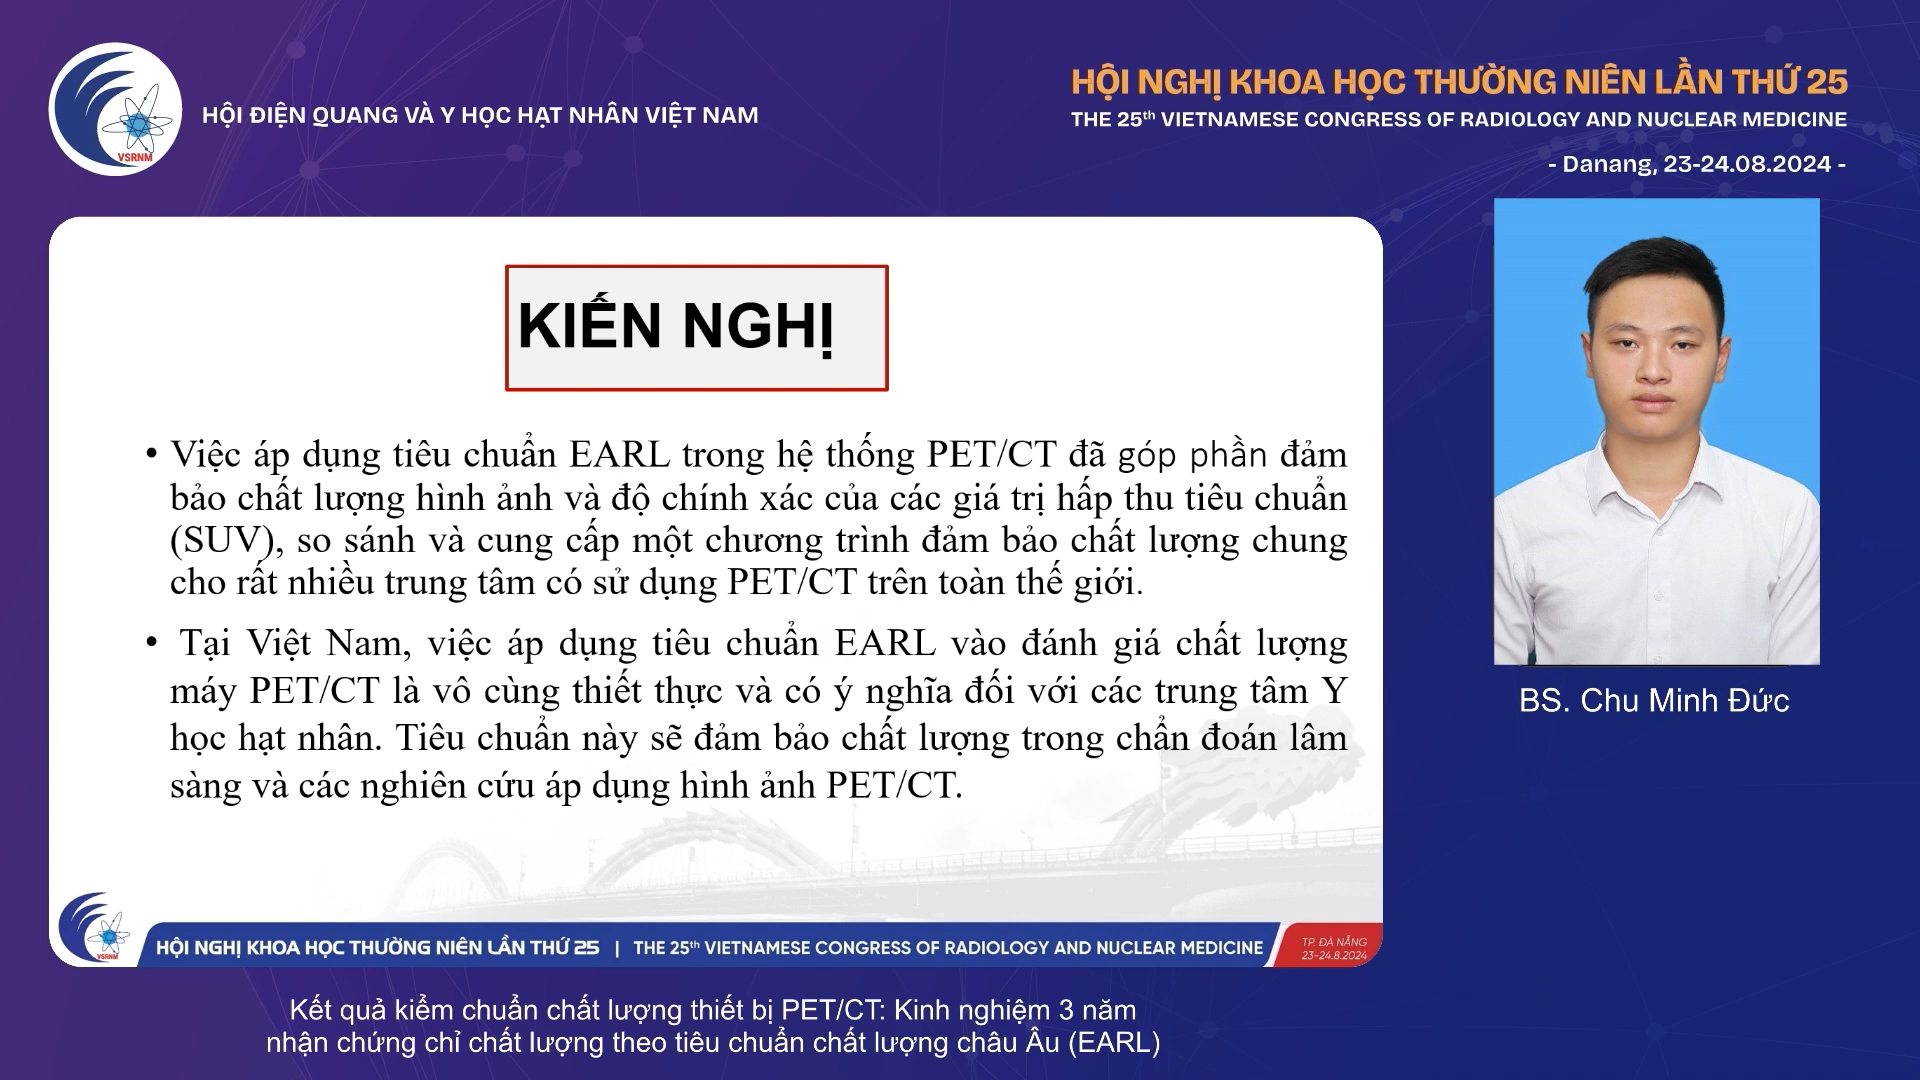 VSRNM
HỘI ĐIỆN QUANG VÀ Y HỌC HẠT NHÂN VIỆT NAM
HỘI NGHỊ KHOA HỌC THƯỜNG NIÊN LẦN THỨ 25
THE 25th VIETNAMESE CONGRESS OF RADIOLOGY AND NUCLEAR MEDICINE
- Danang, 23-24.08.2024 -
KIẾN NGHỊ
• Việc áp dụng tiêu chuẩn EARL trong hệ thống PET/CT đã góp phần đảm
bảo chất lượng hình ảnh và độ chính xác của các giá trị hấp thu tiêu chuẩn
(SUV), so sánh và cung cấp một chương trình đảm bảo chất lượng chung
cho rất nhiều trung tâm có sử dụng PET/CT trên toàn thế giới.
• Tại Việt Nam, việc áp dụng tiêu chuẩn EARL vào đánh giá chất lượng
máy PET/CT là vô cùng thiết thực và có ý nghĩa đối với các trung tâm Y
học hạt nhân. Tiêu chuẩn này sẽ đảm bảo chất lượng trong chẩn đoán lâm
sàng và các nghiên cứu áp dụng hình ảnh PET/CT.
BS. Chu Minh Đức
VSRNM
HỘI NGHỊ KHOA HỌC THƯỜNG NIÊN LẦN THỨ 25 | THE 25th VIETNAMESE CONGRESS OF RADIOLOGY AND NUCLEAR MEDICINE
TP. ĐÀ NẴNG
23-24.8.2024
Kết quả kiểm chuẩn chất lượng thiết bị PET/CT: Kinh nghiệm 3 năm
nhận chứng chỉ chất lượng theo tiêu chuẩn chất lượng châu Âu (EARL)